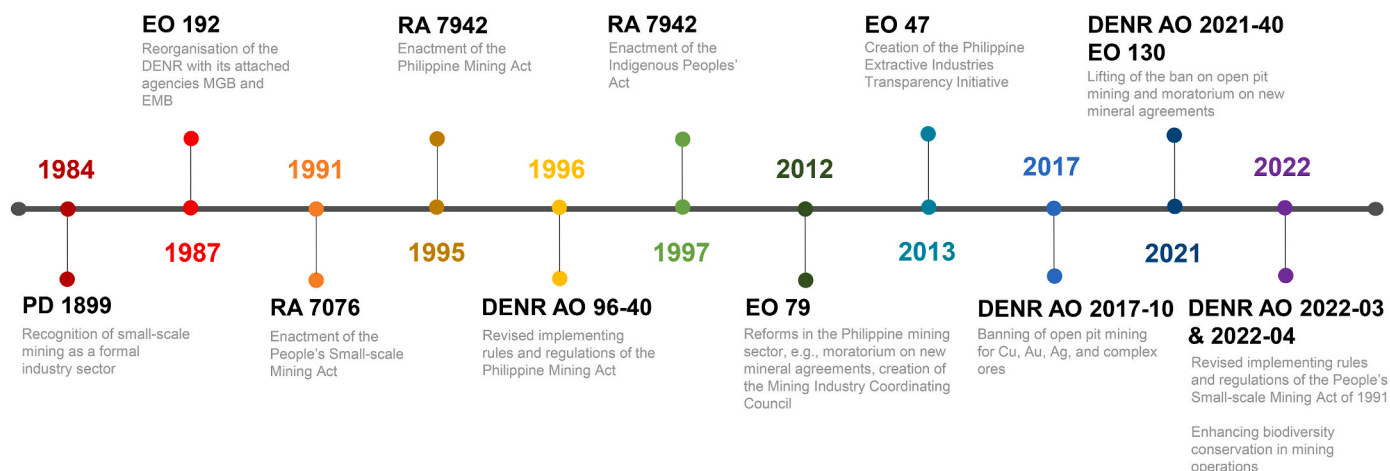 EO 192
Reorganisation of the
DENR with its attached
agencies MGB and
EMB
RA 7942
Enactment of the
Philippine Mining Act
RA 7942
Enactment of the
Indigenous Peoples'
Act
EO 47
Creation of the Philippine
Extractive Industries
Transparency Initiative
DENR AO 2021-40
EO 130
Lifting of the ban on open pit
mining and moratorium on new
mineral agreements
1984
1991
1996
2012
2017
2022
1987
1995
1997
2013
2021
PD 1899
Recognition of small-scale
mining as a formal
industry sector
RA 7076
Enactment of the
People's Small-scale
Mining Act
DENR AO 96-40
Revised implementing
rules and regulations of the
Philippine Mining Act
EO 79
Reforms in the Philippine mining
sector, e.g., moratorium on new
mineral agreements, creation of
the Mining Industry Coordinating
Council
DENR AO 2017-10
Banning of open pit mining
for Cu, Au, Ag, and complex
ores
DENR AO 2022-03
& 2022-04
Revised implementing rules
and regulations of the People's
Small-scale Mining Act of 1991
Enhancing biodiversity
conservation in mining
operations